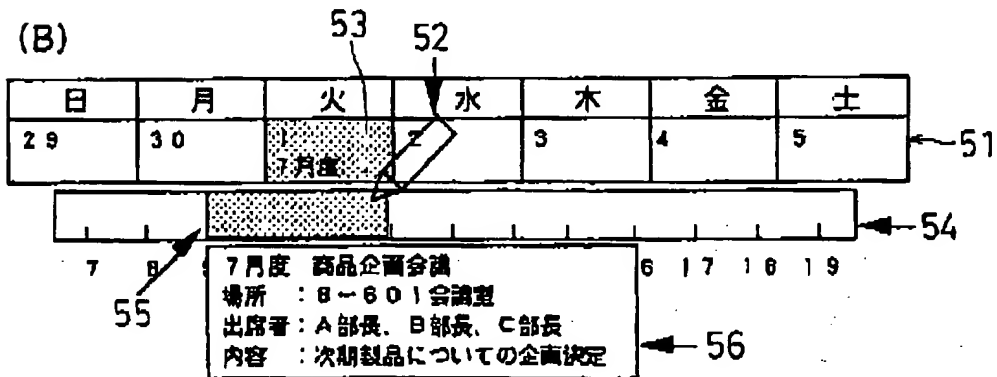 (B)
53
52
日 月 火 水 木 金 土
29 30 1 2 3 4 5
7月度
51
54
7 8 9 6 17 18 19
55
7月度 商品企画会議
場所 :8-601会議室
出席者:A部長、B部長、C部長
内容 :次期製品についての企画決定
56